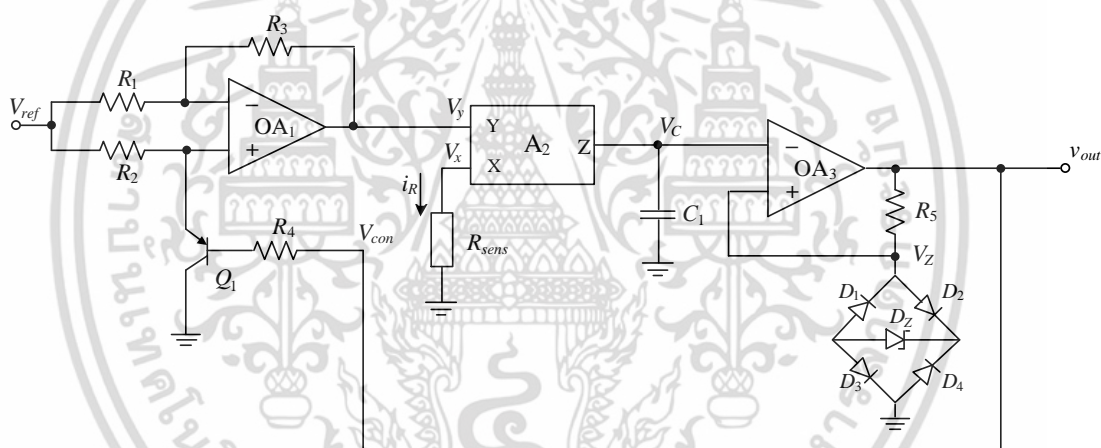 R3
R1
Vref
R2
−
OA1
+
Vy
Vx
Y
X
A2
Z
VC
−
OA3
+
vout
iR
Rsens
C1
R5
R4
Vcon
Q1
VZ
D1
D2
DZ
D3
D4